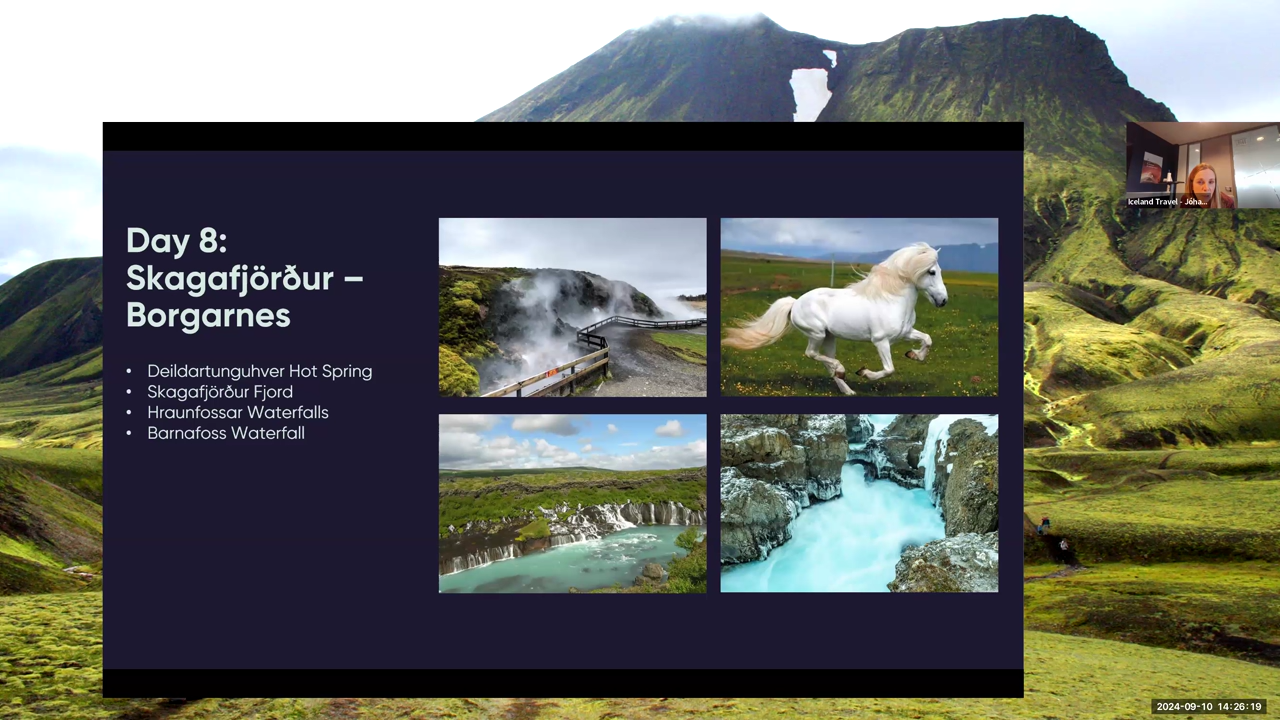 Day 8:
Skagafjörður –
Borgarnes
• Deildartunguhver Hot Spring
• Skagafjörður Fjord
• Hraunfossar Waterfalls
• Barnafoss Waterfall
Iceland Travel - Jóha...
2024-09-10 14:26:19